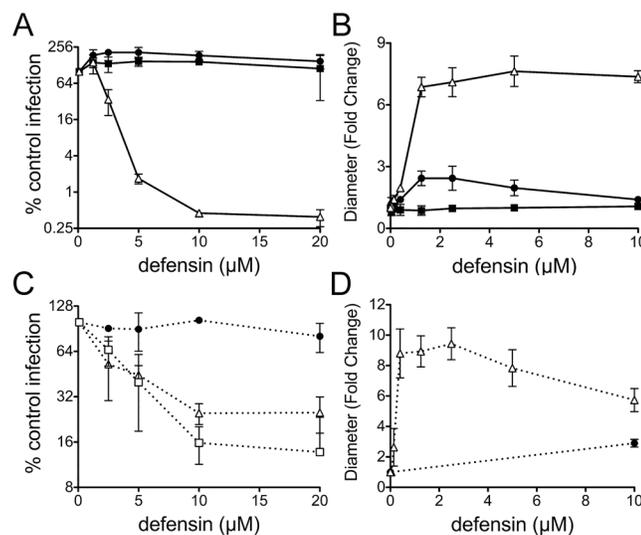 A
B
% control infection
256
64
16
4
1
0.25
0 5 10 15 20
defensin (µM)
Diameter (Fold Change)
9
6
3
0
0 2 4 6 8 10
defensin (µM)
C
D
% control infection
128
64
32
16
8
0 5 10 15 20
defensin (µM)
Diameter (Fold Change)
12
10
8
6
4
2
0
0 2 4 6 8 10
defensin (µM)